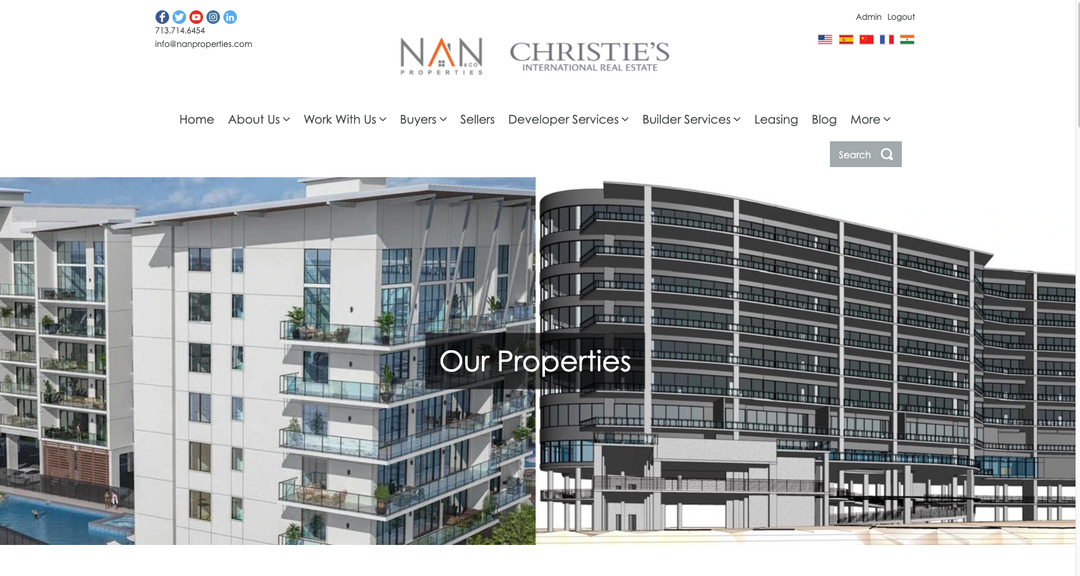 713.714.6454
info@nanproperties.com
Admin Logout
NAN
& CO
PROPERTIES
CHRISTIE'S
INTERNATIONAL REAL ESTATE
Home About Us Work With Us Buyers Sellers Developer Services Builder Services Leasing Blog More
Search
Our Properties